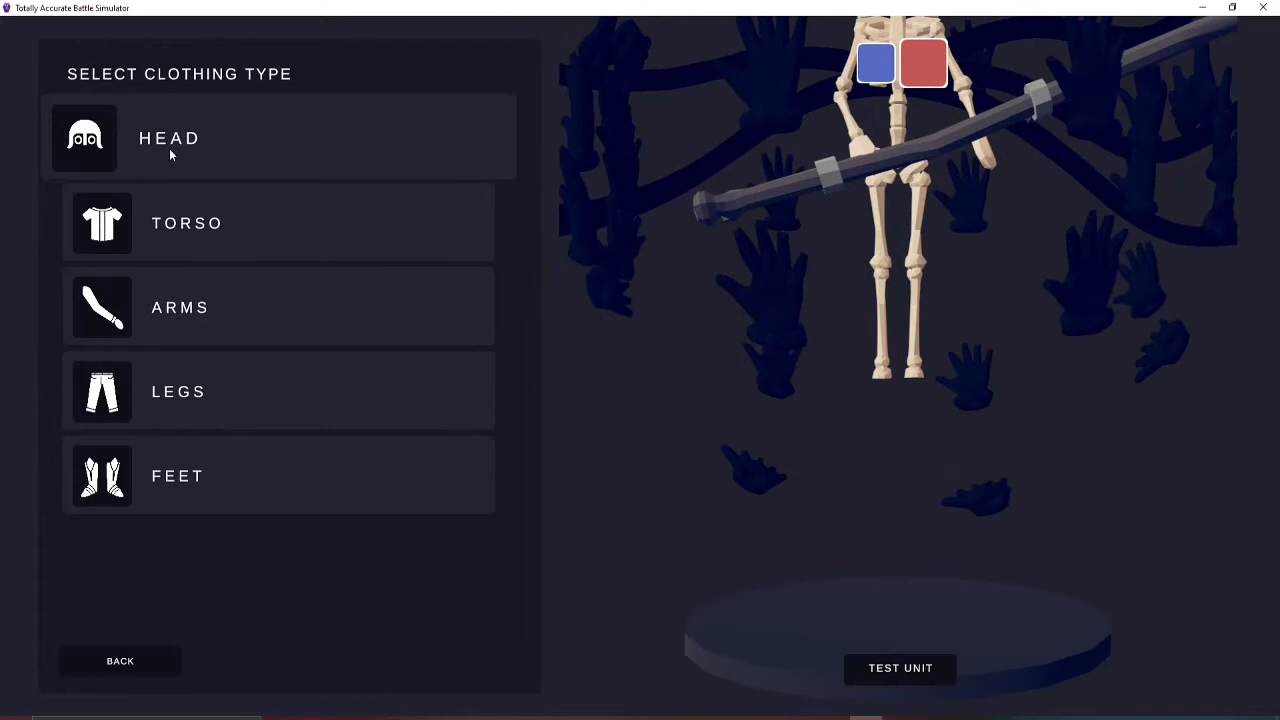 Totally Accurate Battle Simulator
SELECT CLOTHING TYPE
HEAD
TORSO
ARMS
LEGS
FEET
BACK
TEST UNIT